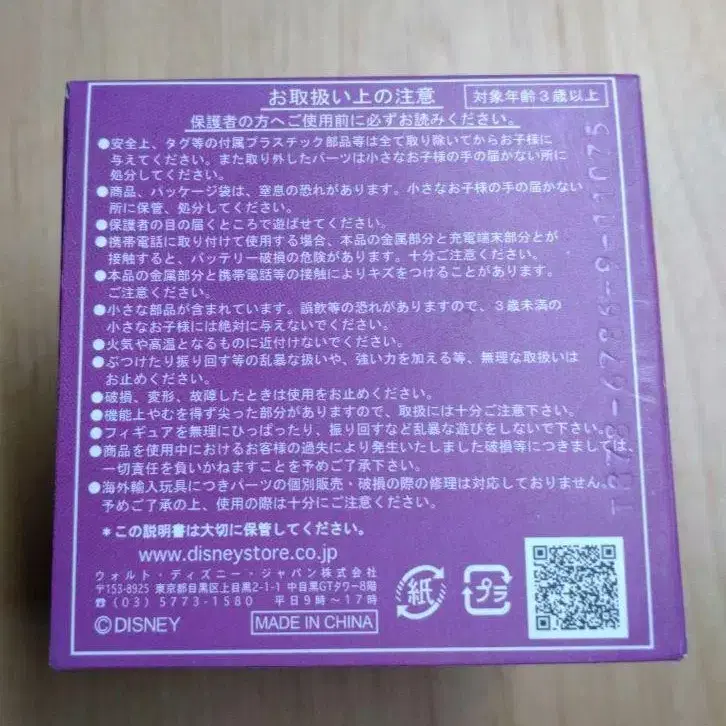 お取扱い上の注意
対象年齢3歳以上
保護者の方へご使用前に必ずお読みください。
●安全上、タグ等の付属プラスチック部品等は全て取り除いてからお子様に
与えてください。また取り外したパーツは小さなお子様の手の届かない所に
処分してください。
●商品、パッケージ袋は、窒息の恐れがあります。小さなお子様の手の届かない
所に保管、処分してください。
●保護者の目の届くところで遊ばせてください。
●携帯電話に取り付けて使用する場合、本品の金属部分と充電端末部分とが
接触すると、バッテリー破損の危険があります。十分ご注意ください。
●本品の金属部分と携帯電話等の接触によりキズをつけることがあります。
ご注意ください。
●小さな部品が含まれています。誤飲等の恐れがありますので、3歳未満の
小さなお子様には絶対に与えないでください。
●火気や高温となるものに近付けないでください。
●ぶつけたり振り回す等の乱暴な扱いや、強い力を加える等、無理な取扱いは
お止めください。
●破損、変形、故障したときは使用をお止めください。
●機能上やむを得ず尖った部分がありますので、取扱には十分ご注意下さい。
●フィギュアを無理にひっぱったり、振り回すなど乱暴な遊びをしないで下さい。
●商品を使用中におけるお客様の過失により発生いたしました破損等につきましては、
一切責任を負いかねますことを予めご了承下さい。
●海外輸入玩具につきパーツの個別販売・破損の際の修理は対応しておりません。
予めご了承の上、使用の際は十分にご注意ください。
＊この説明書は大切に保管してください。
www.disneystore.co.jp
ウォルト・ディズニー・ジャパン株式会社
〒153-8925 東京都目黒区上目黒2-1-1 中目黒GTタワー8階
☎(03)5773-1580 平日9時〜17時
©DISNEY
MADE IN CHINA
紙
プラ